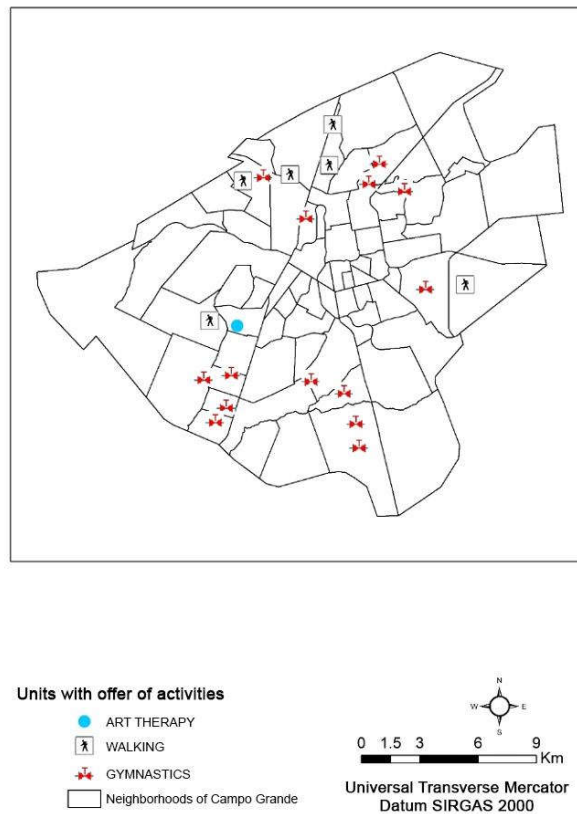 Units with offer of activities
ART THERAPY
WALKING
GYMNASTICS
Neighborhoods of Campo Grande
N
W E
S
0 1.5 3 6 9
Km
Universal Transverse Mercator
Datum SIRGAS 2000